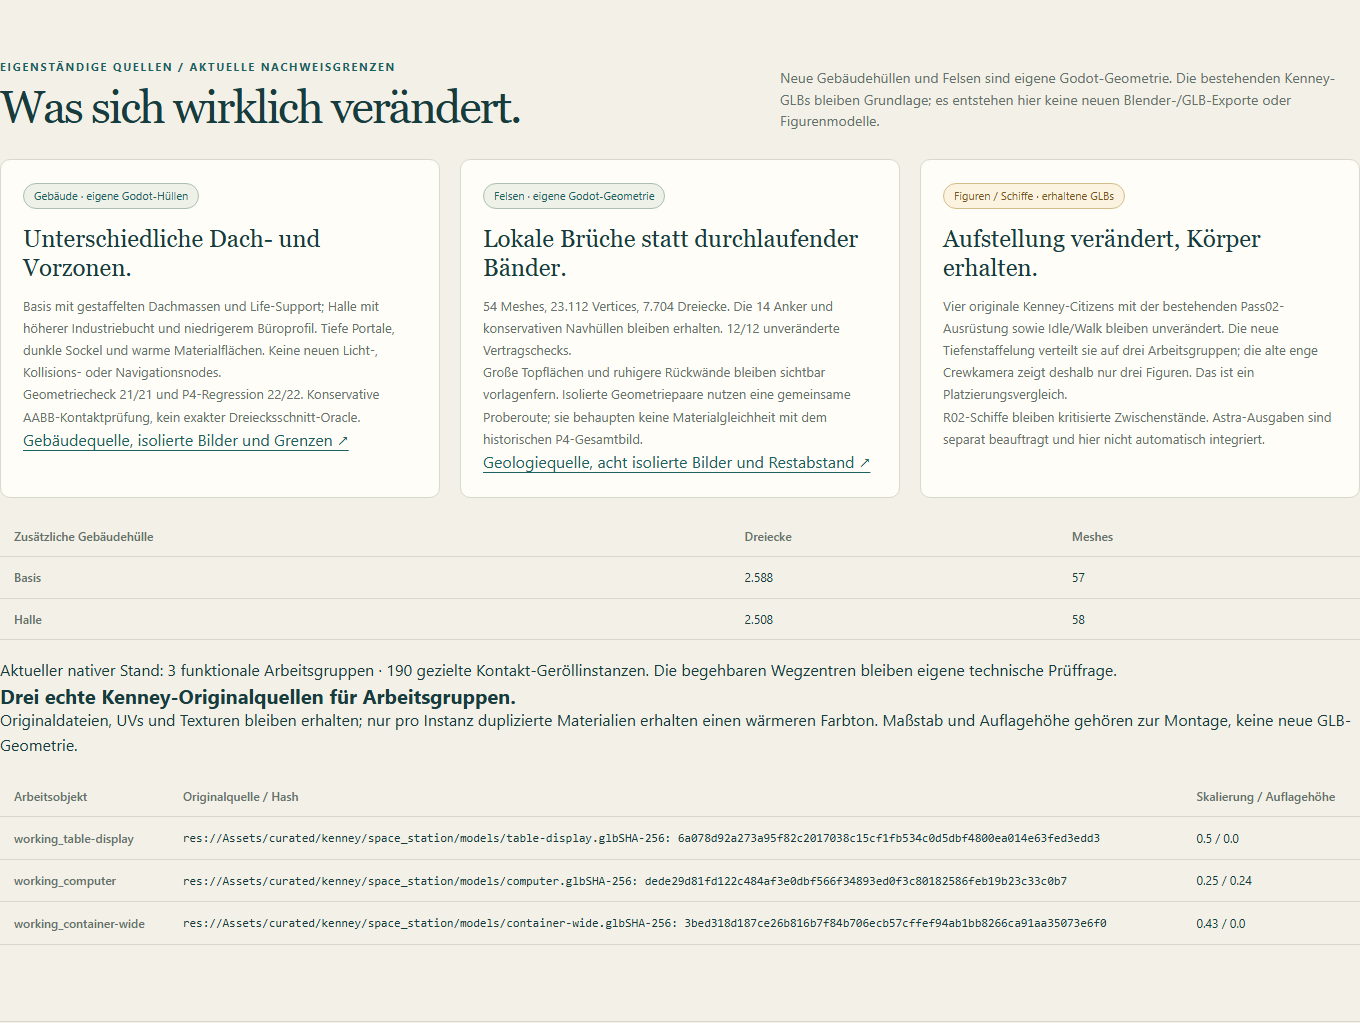 EIGENSTÄNDIGE QUELLEN / AKTUELLE NACHWEISGRENZEN
Was sich wirklich verändert.
Neue Gebäudehüllen und Felsen sind eigene Godot-Geometrie. Die bestehenden Kenney-
GLBs bleiben Grundlage; es entstehen hier keine neuen Blender-/GLB-Exporte oder
Figurenmodelle.
Gebäude · eigene Godot-Hüllen
Unterschiedliche Dach- und
Vorzonen.
Basis mit gestaffelten Dachmassen und Life-Support; Halle mit
höherer Industriebucht und niedrigerem Büroprofil. Tiefe Portale,
dunkle Sockel und warme Materialflächen. Keine neuen Licht-,
Kollisions- oder Navigationsnodes.
Geometriecheck 21/21 und P4-Regression 22/22. Konservative
AABB-Kontaktprüfung, kein exakter Dreiecksschnitt-Oracle.
Gebäudequelle, isolierte Bilder und Grenzen ↗
Felsen · eigene Godot-Geometrie
Lokale Brüche statt durchlaufender
Bänder.
54 Meshes, 23.112 Vertices, 7.704 Dreiecke. Die 14 Anker und
konservativen Navhüllen bleiben erhalten. 12/12 unveränderte
Vertragschecks.
Große Topflächen und ruhigere Rückwände bleiben sichtbar
vorlagenfern. Isolierte Geometriepaare nutzen eine gemeinsame
Proberoute; sie behaupten keine Materialgleichheit mit dem
historischen P4-Gesamtbild.
Geologiequelle, acht isolierte Bilder und Restabstand ↗
Figuren / Schiffe · erhaltene GLBs
Aufstellung verändert, Körper
erhalten.
Vier originale Kenney-Citizens mit der bestehenden Pass02-
Ausrüstung sowie Idle/Walk bleiben unverändert. Die neue
Tiefenstaffelung verteilt sie auf drei Arbeitsgruppen; die alte enge
Crewkamera zeigt deshalb nur drei Figuren. Das ist ein
Platzierungsvergleich.
R02-Schiffe bleiben kritisierte Zwischenstände. Astra-Ausgaben sind
separat beauftragt und hier nicht automatisch integriert.
Zusätzliche Gebäudehülle Dreiecke Meshes
Basis 2.588 57
Halle 2.508 58
Aktueller nativer Stand: 3 funktionale Arbeitsgruppen · 190 gezielte Kontakt-Geröllinstanzen. Die begehbaren Wegzentren bleiben eigene technische Prüffrage.
Drei echte Kenney-Originalquellen für Arbeitsgruppen.
Originaldateien, UVs und Texturen bleiben erhalten; nur pro Instanz duplizierte Materialien erhalten einen wärmeren Farbton. Maßstab und Auflagehöhe gehören zur Montage, keine neue GLB-
Geometrie.
Arbeitsobjekt Originalquelle / Hash Skalierung / Auflagehöhe
working_table-display res://Assets/curated/kenney/space_station/models/table-display.glbSHA-256: 6a078d92a273a95f82c2017038c15cf1fb534c0d5dbf4800ea014e63fed3edd3 0.5 / 0.0
working_computer res://Assets/curated/kenney/space_station/models/computer.glbSHA-256: dede29d81fd122c484af3e0dbf566f34893ed0f3c80182586feb19b23c33c0b7 0.25 / 0.24
working_container-wide res://Assets/curated/kenney/space_station/models/container-wide.glbSHA-256: 3bed318d187ce26b816b7f84b706ecb57cffef94ab1bb8266ca91aa35073e6f0 0.43 / 0.0